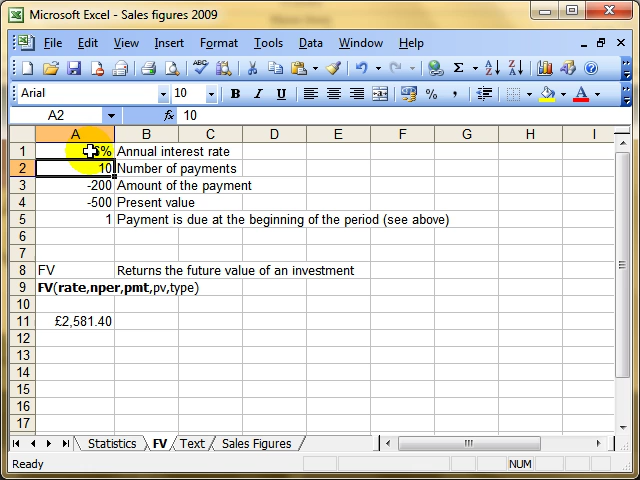 Microsoft Excel - Sales figures 2009
File Edit View Insert Format Tools Data Window Help
ABC Σ A Z Z A
Arial 10 B I U % ,
A2 fx 10
A B C D E F G H I
1 6% Annual interest rate
2 10 Number of payments
3 -200 Amount of the payment
4 -500 Present value
5 1 Payment is due at the beginning of the period (see above)
6
7
8 FV Returns the future value of an investment
9 FV(rate,nper,pmt,pv,type)
10
11 £2,581.40
12
13
14
15
16
17
Statistics FV Text Sales Figures
Ready NUM